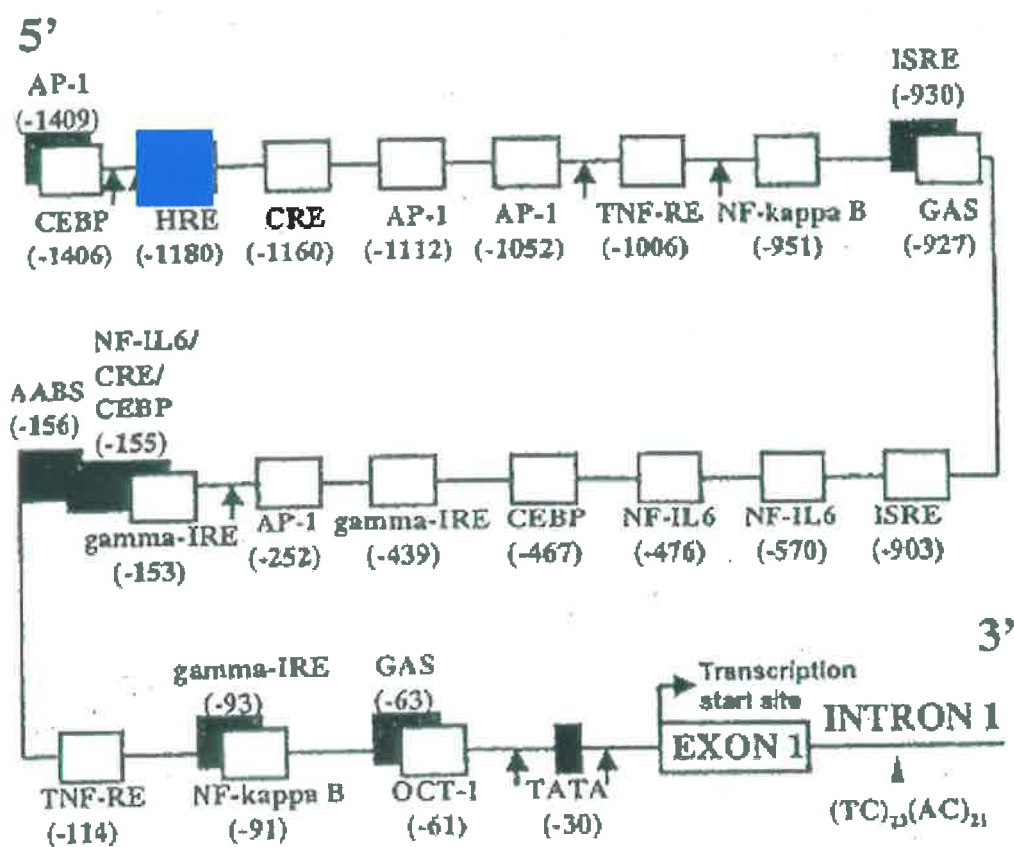 5'
AP-1
(-1409)
ISRE
(-930)
CEBP
(-1406)
HRE
(-1180)
CRE
(-1160)
AP-1
(-1112)
AP-1
(-1052)
TNF-RE
(-1006)
NF-kappa B
(-951)
GAS
(-927)
AABS
(-156)
NF-IL6/
CRE/
CEBP
(-155)
gamma-IRE
(-153)
AP-1
(-252)
gamma-IRE
(-439)
CEBP
(-467)
NF-IL6
(-476)
NF-IL6
(-570)
ISRE
(-903)
3'
gamma-IRE
(-93)
GAS
(-63)
Transcription
start site
EXON 1
INTRON 1
TNF-RE
(-114)
NF-kappa B
(-91)
OCT-1
(-61)
TATA
(-30)